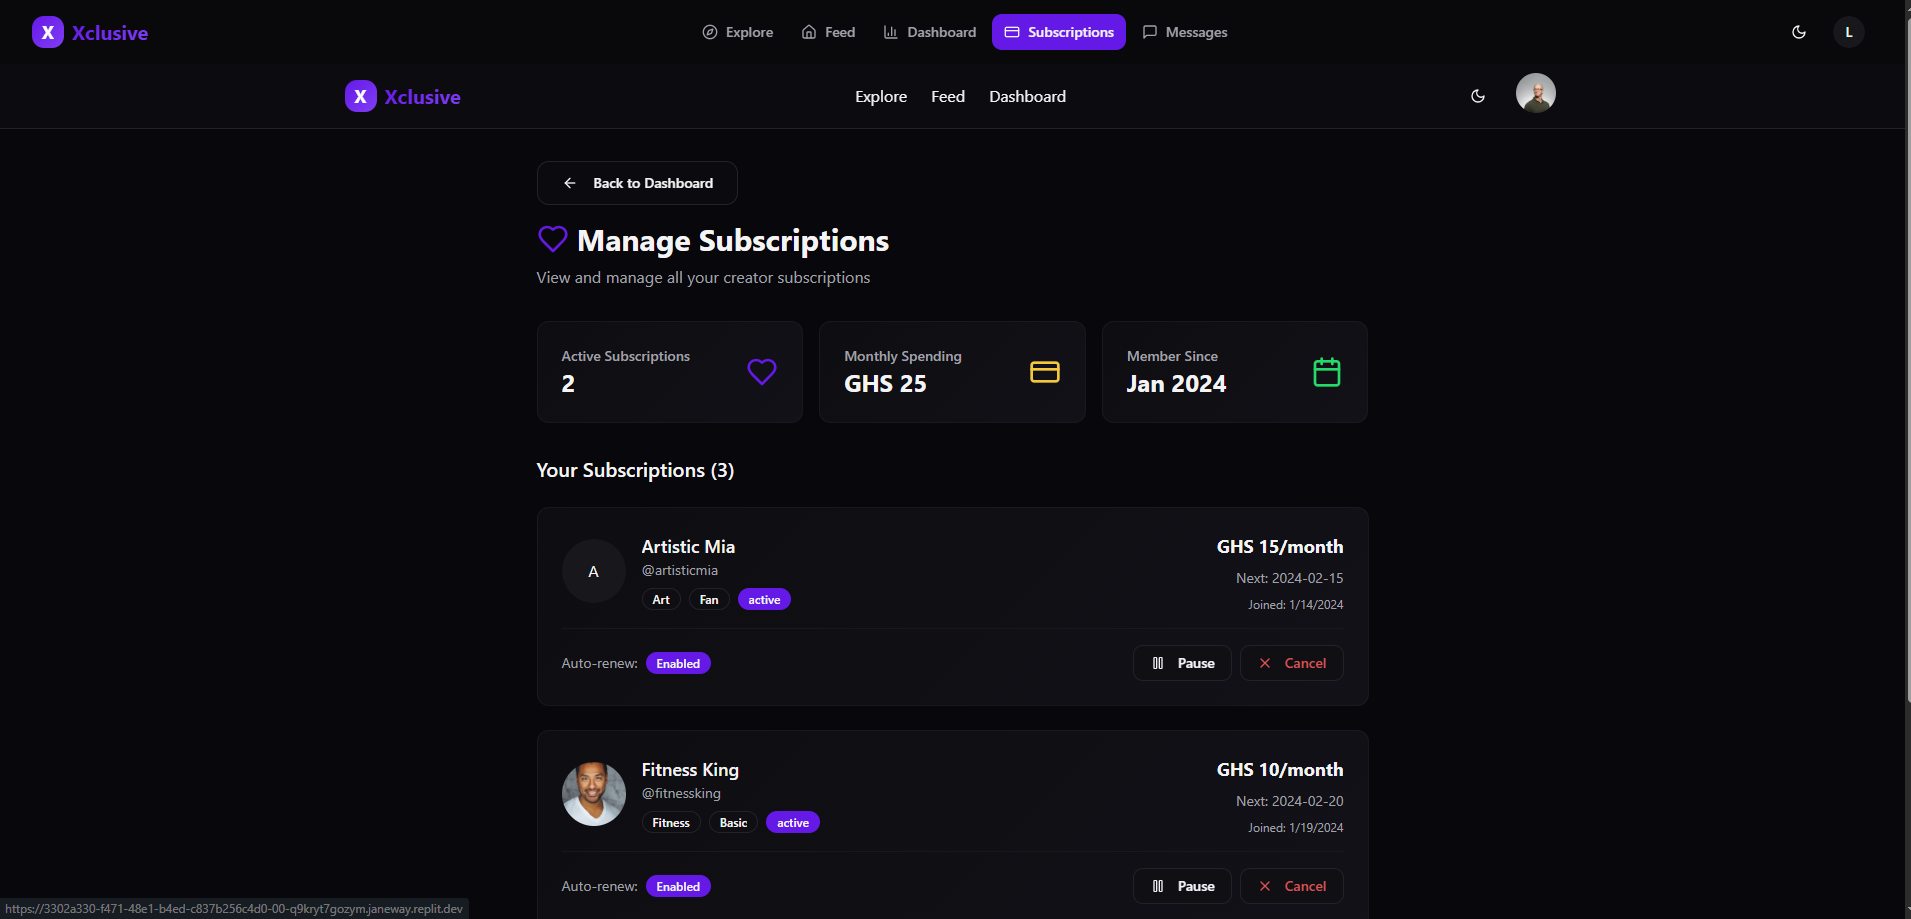 X Xclusive
Explore Feed Dashboard Subscriptions Messages
L
X Xclusive
Explore Feed Dashboard
Back to Dashboard
Manage Subscriptions
View and manage all your creator subscriptions
Active Subscriptions
2
Monthly Spending
GHS 25
Member Since
Jan 2024
Your Subscriptions (3)
A
Artistic Mia
@artisticmia
Art Fan active
GHS 15/month
Next: 2024-02-15
Joined: 1/14/2024
Auto-renew: Enabled
Pause Cancel
Fitness King
@fitnessking
Fitness Basic active
GHS 10/month
Next: 2024-02-20
Joined: 1/19/2024
Auto-renew: Enabled
Pause Cancel
https://3302a330-f471-48e1-b4ed-c837b256c4d0-00-q9kryt7gozym.janeway.replit.dev